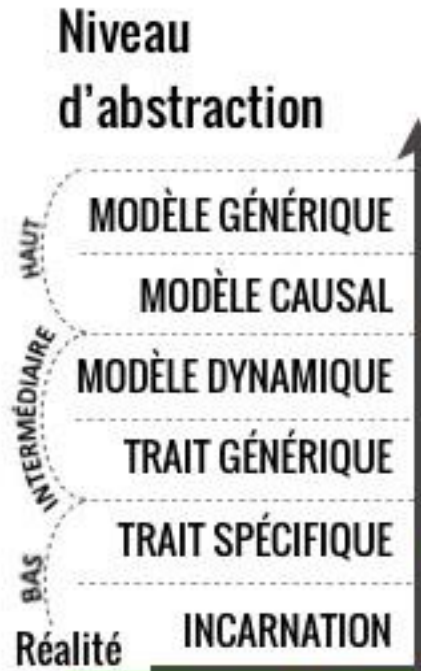 Niveau
d'abstraction
HAUT
MODÈLE GÉNÉRIQUE
MODÈLE CAUSAL
INTERMÉDIAIRE
MODÈLE DYNAMIQUE
TRAIT GÉNÉRIQUE
BAS
TRAIT SPÉCIFIQUE
INCARNATION
Réalité